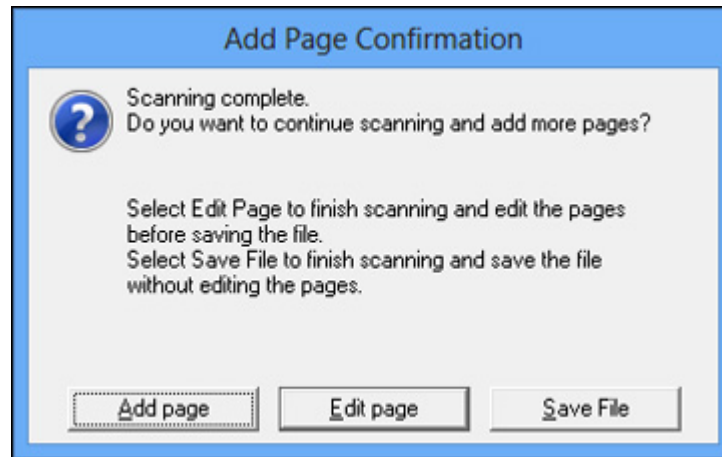 Add Page Confirmation
Scanning complete.
Do you want to continue scanning and add more pages?
Select Edit Page to finish scanning and edit the pages
before saving the file.
Select Save File to finish scanning and save the file
without editing the pages.
Add page
Edit page
Save File